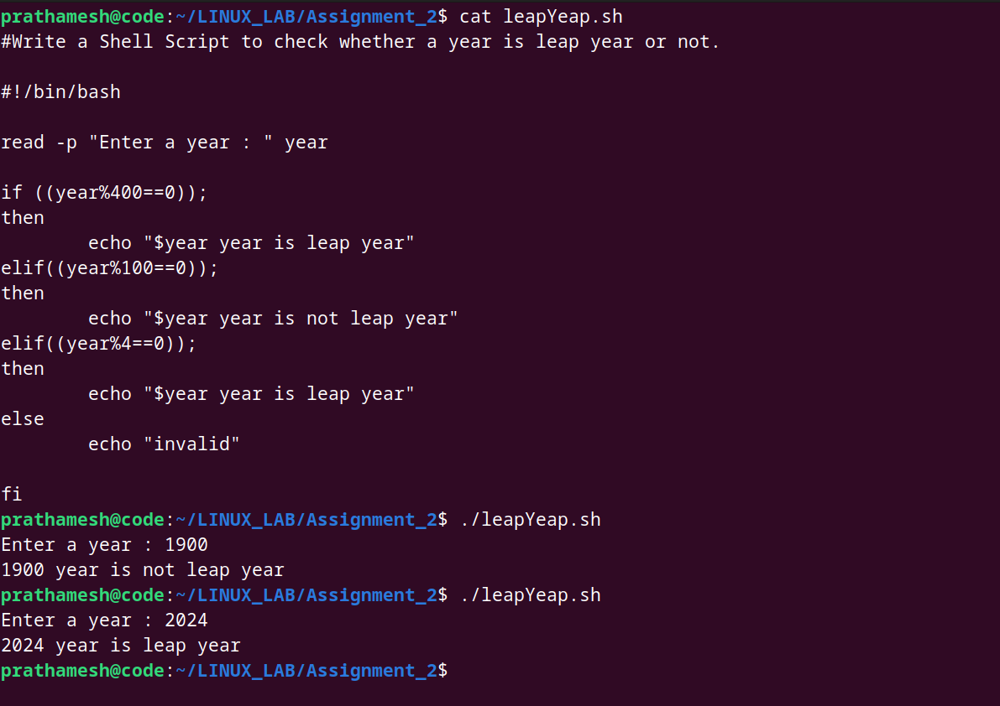 prathamesh@code:~/LINUX_LAB/Assignment_2$ cat leapYeap.sh
#Write a Shell Script to check whether a year is leap year or not.

#!/bin/bash

read -p "Enter a year : " year

if ((year%400==0));
then
        echo "$year year is leap year"
elif((year%100==0));
then
        echo "$year year is not leap year"
elif((year%4==0));
then
        echo "$year year is leap year"
else
        echo "invalid"

fi
prathamesh@code:~/LINUX_LAB/Assignment_2$ ./leapYeap.sh
Enter a year : 1900
1900 year is not leap year
prathamesh@code:~/LINUX_LAB/Assignment_2$ ./leapYeap.sh
Enter a year : 2024
2024 year is leap year
prathamesh@code:~/LINUX_LAB/Assignment_2$